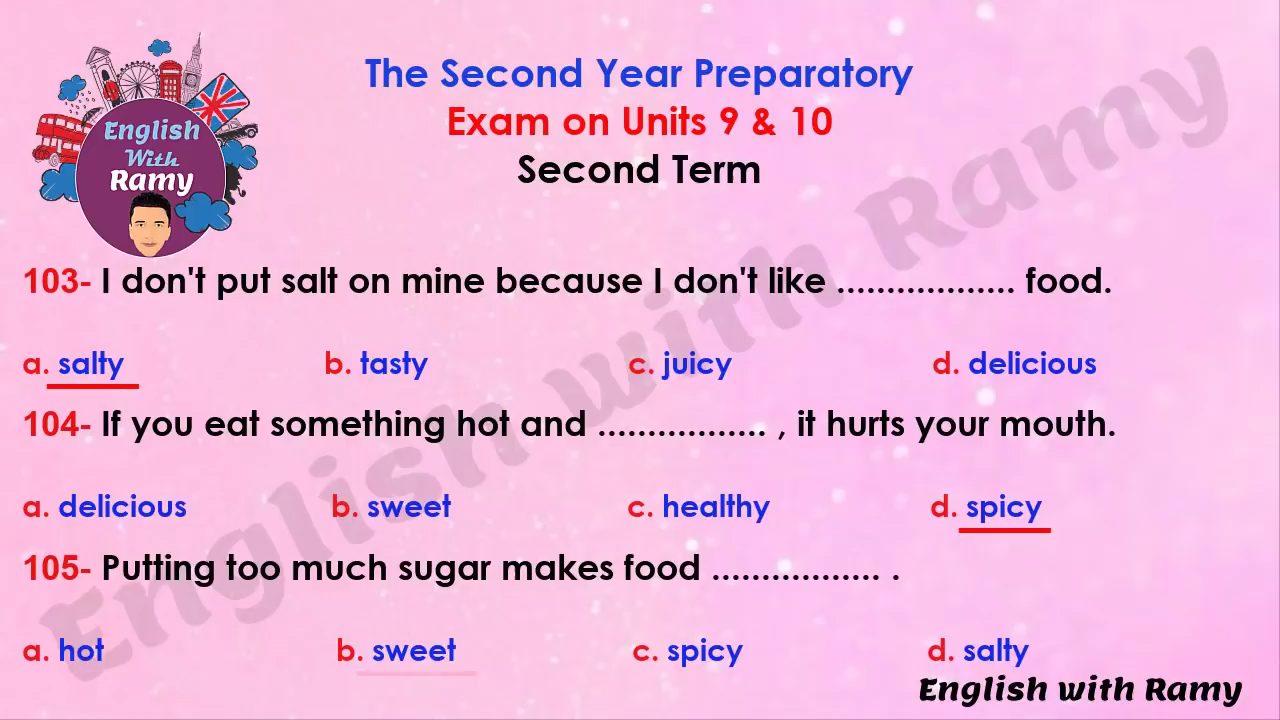 English
With
Ramy
The Second Year Preparatory
Exam on Units 9 & 10
Second Term
103- I don't put salt on mine because I don't like .................. food.
a. salty b. tasty c. juicy d. delicious
104- If you eat something hot and ................. , it hurts your mouth.
a. delicious b. sweet c. healthy d. spicy
105- Putting too much sugar makes food ................. .
a. hot b. sweet c. spicy d. salty
English with Ramy
English with Ramy